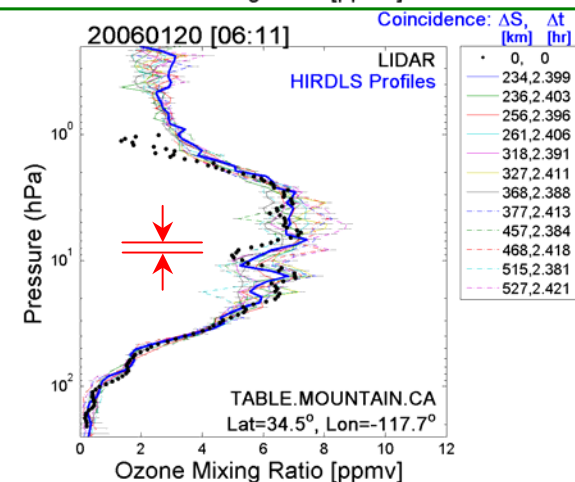 Coincidence: ΔS, Δt
[km] [hr]
20060120 [06:11]
LIDAR
HIRDLS Profiles
0, 0
234,2.399
236,2.403
256,2.396
261,2.406
318,2.391
327,2.411
368,2.388
377,2.413
457,2.384
468,2.418
515,2.381
527,2.421
Pressure (hPa)
10⁰
10¹
10²
TABLE.MOUNTAIN.CA
Lat=34.5°, Lon=-117.7°
0 2 4 6 8 10 12
Ozone Mixing Ratio [ppmv]